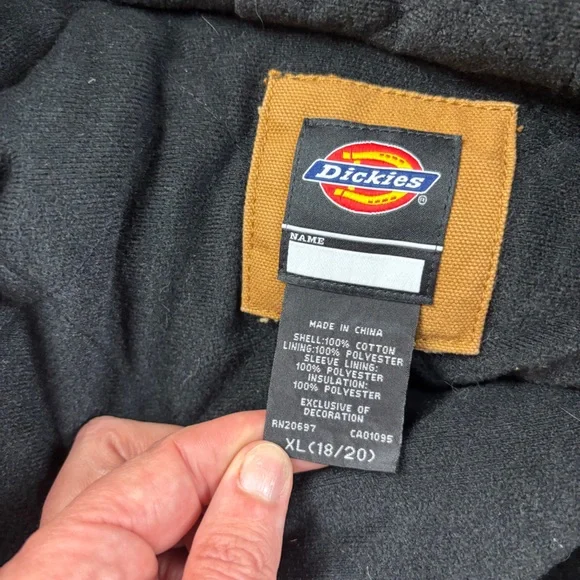 Dickies®
NAME
MADE IN CHINA
SHELL:100% COTTON
LINING:100% POLYESTER
SLEEVE LINING:
100% POLYESTER
INSULATION:
100% POLYESTER
EXCLUSIVE OF
DECORATION
RN20697 CA01095
XL(18/20)